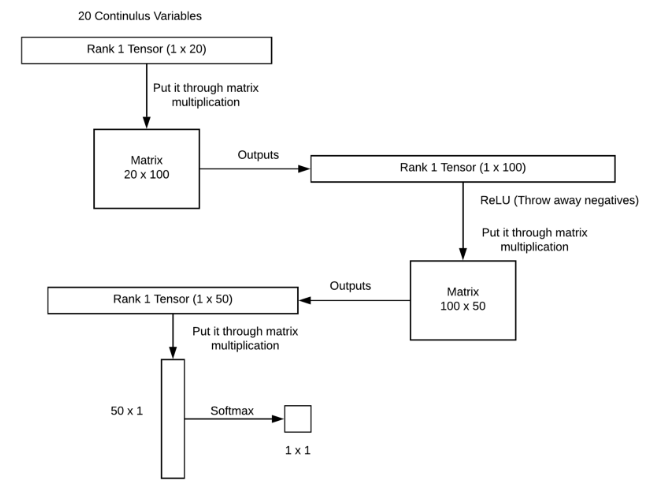 20 Continulus Variables
Rank 1 Tensor (1 x 20)
Put it through matrix
multiplication
Matrix
20 x 100
Outputs
Rank 1 Tensor (1 x 100)
ReLU (Throw away negatives)
Put it through matrix
multiplication
Matrix
100 x 50
Outputs
Rank 1 Tensor (1 x 50)
Put it through matrix
multiplication
50 x 1
Softmax
1 x 1